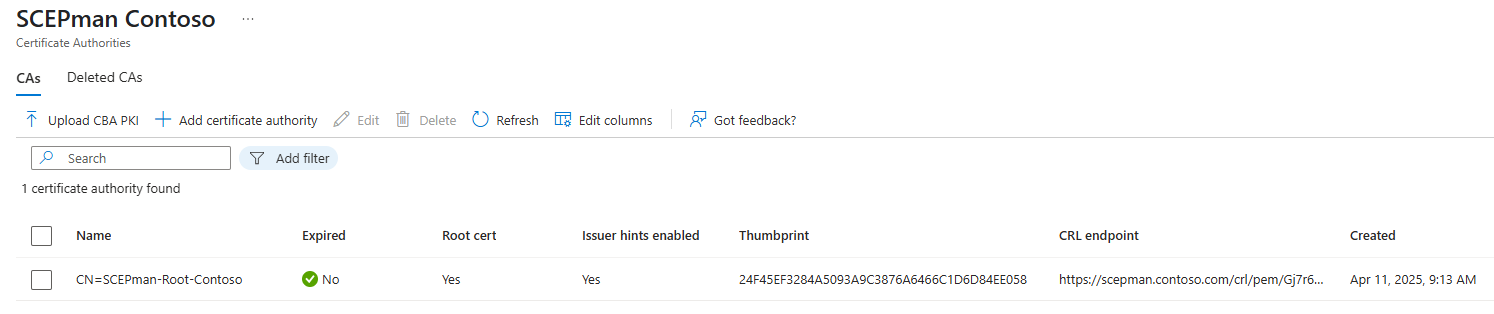 SCEPman Contoso ...
Certificate Authorities
CAs Deleted CAs
Upload CBA PKI Add certificate authority Edit Delete Refresh Edit columns Got feedback?
Search Add filter
1 certificate authority found
Name Expired Root cert Issuer hints enabled Thumbprint CRL endpoint Created
CN=SCEPman-Root-Contoso No Yes Yes 24F45EF3284A5093A9C3876A6466C1D6D84EE058 https://scepman.contoso.com/crl/pem/Gj7r6... Apr 11, 2025, 9:13 AM